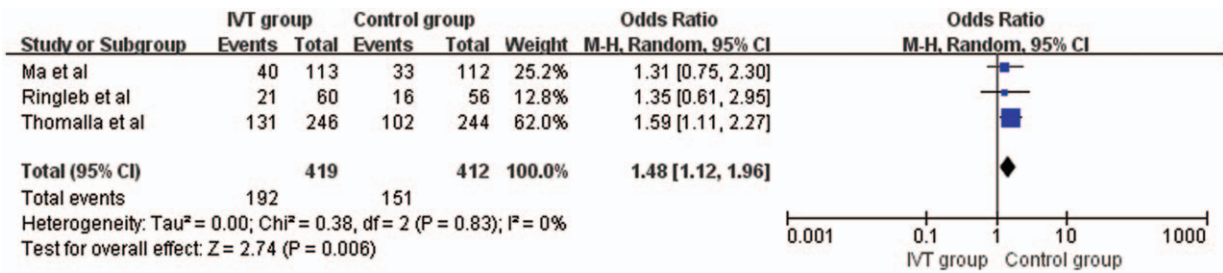 IVT group Control group Odds Ratio Odds Ratio
Study or Subgroup Events Total Events Total Weight M-H, Random, 95% CI M-H, Random, 95% CI
Ma et al 40 113 33 112 25.2% 1.31 [0.75, 2.30]
Ringleb et al 21 60 16 56 12.8% 1.35 [0.61, 2.95]
Thomalla et al 131 246 102 244 62.0% 1.59 [1.11, 2.27]
Total (95% CI) 419 412 100.0% 1.48 [1.12, 1.96]
Total events 192 151
Heterogeneity: Tau² = 0.00; Chi² = 0.38, df = 2 (P = 0.83); I² = 0%
Test for overall effect: Z = 2.74 (P = 0.006)
0.001 0.1 1 10 1000
IVT group Control group